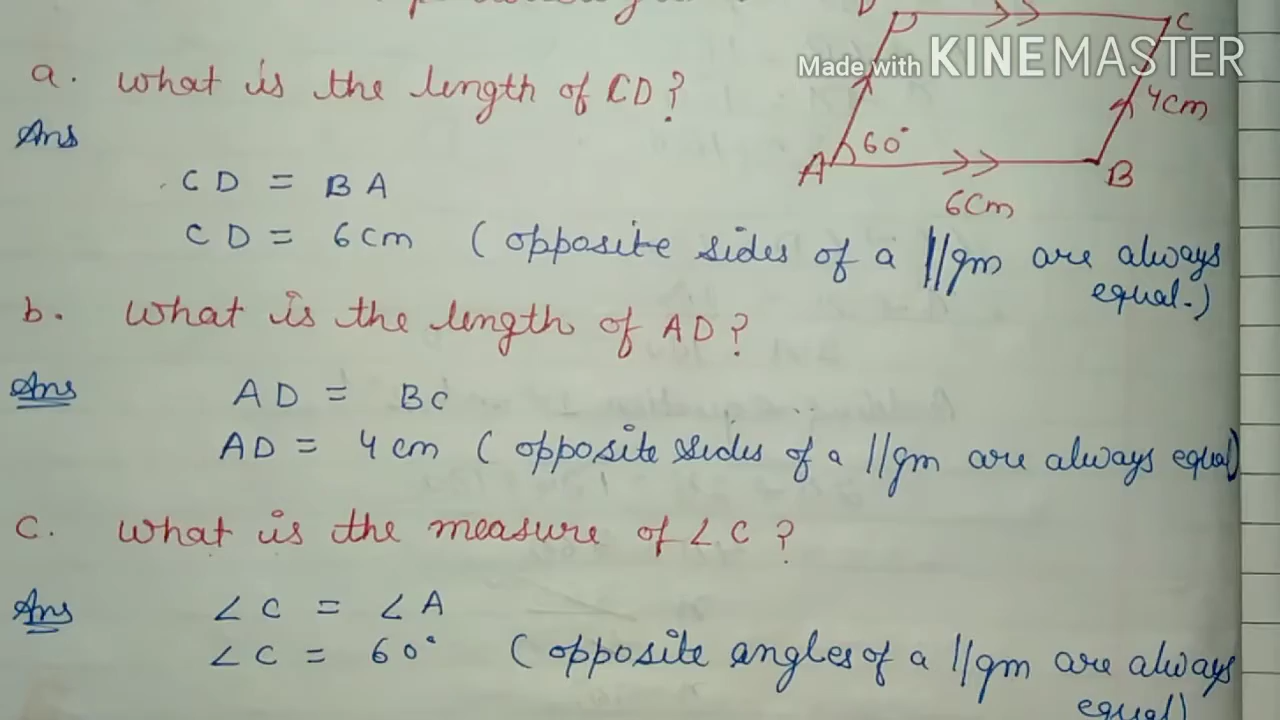 D
C
Made with KINEMASTER
a. What is the length of CD?
4cm
Ans
60°
A
B
CD = BA
6cm
CD = 6cm (opposite sides of a ||gm are always
equal.)
b. What is the length of AD?
Ans
AD = BC
AD = 4cm (opposite sides of a ||gm are always equal)
c. What is the measure of ∠C?
Ans
∠C = ∠A
∠C = 60° (opposite angles of a ||gm are always
equal)